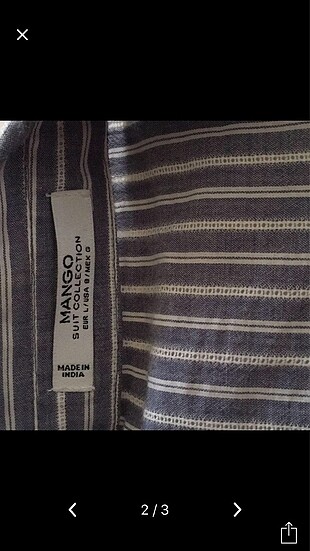 MANGO
SUIT COLLECTION
EUR L / USA 8 / MEX G
MADE IN
INDIA
2 / 3